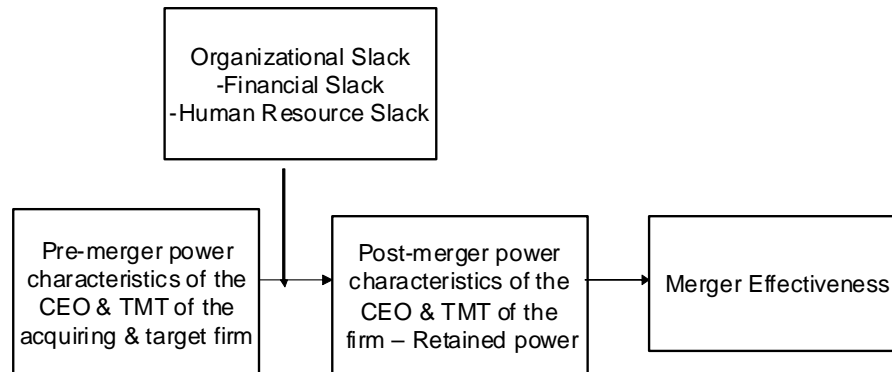 Organizational Slack
-Financial Slack
-Human Resource Slack
Pre-merger power
characteristics of the
CEO & TMT of the
acquiring & target firm
Post-merger power
characteristics of the
CEO & TMT of the
firm – Retained power
Merger Effectiveness